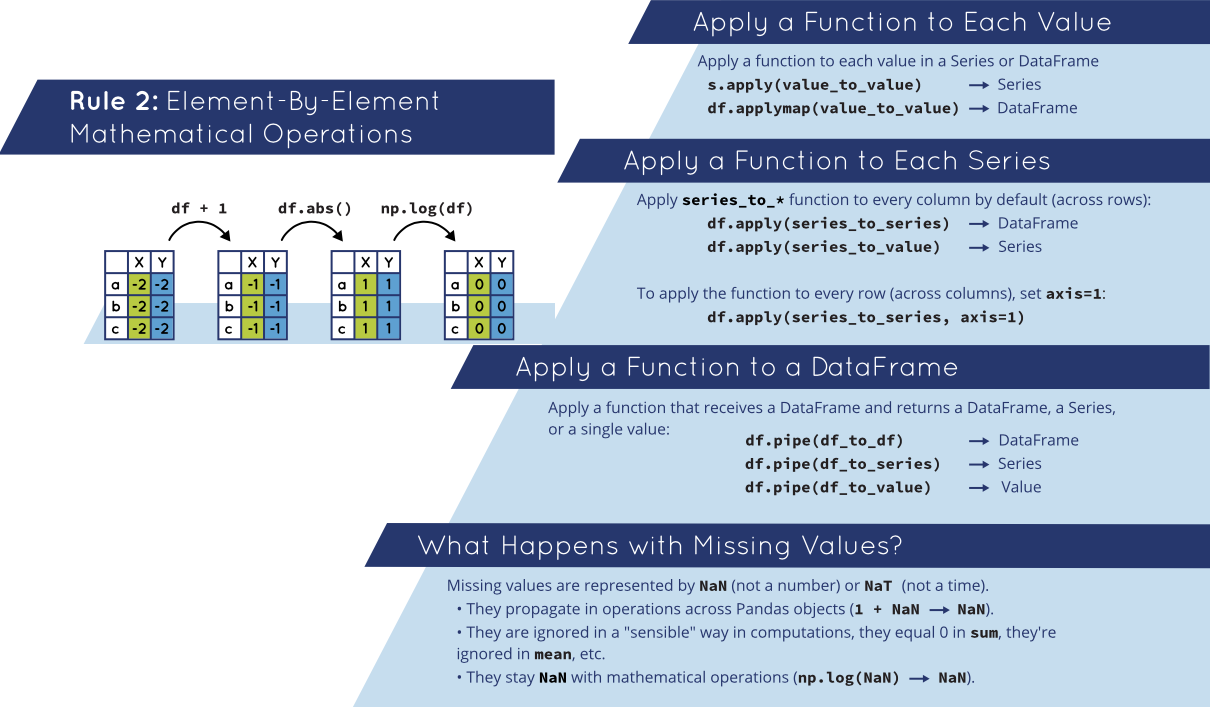 Rule 2: Element-By-Element
Mathematical Operations
df + 1 df.abs() np.log(df)
X Y X Y X Y X Y
a -2 -2 a -1 -1 a 1 1 a 0 0
b -2 -2 b -1 -1 b 1 1 b 0 0
c -2 -2 c -1 -1 c 1 1 c 0 0
Apply a Function to Each Value
Apply a function to each value in a Series or DataFrame
s.apply(value_to_value) → Series
df.applymap(value_to_value) → DataFrame
Apply a Function to Each Series
Apply series_to_* function to every column by default (across rows):
df.apply(series_to_series) → DataFrame
df.apply(series_to_value) → Series
To apply the function to every row (across columns), set axis=1:
df.apply(series_to_series, axis=1)
Apply a Function to a DataFrame
Apply a function that receives a DataFrame and returns a DataFrame, a Series,
or a single value:
df.pipe(df_to_df) → DataFrame
df.pipe(df_to_series) → Series
df.pipe(df_to_value) → Value
What Happens with Missing Values?
Missing values are represented by NaN (not a number) or NaT (not a time).
• They propagate in operations across Pandas objects (1 + NaN → NaN).
• They are ignored in a "sensible" way in computations, they equal 0 in sum, they're
ignored in mean, etc.
• They stay NaN with mathematical operations (np.log(NaN) → NaN).